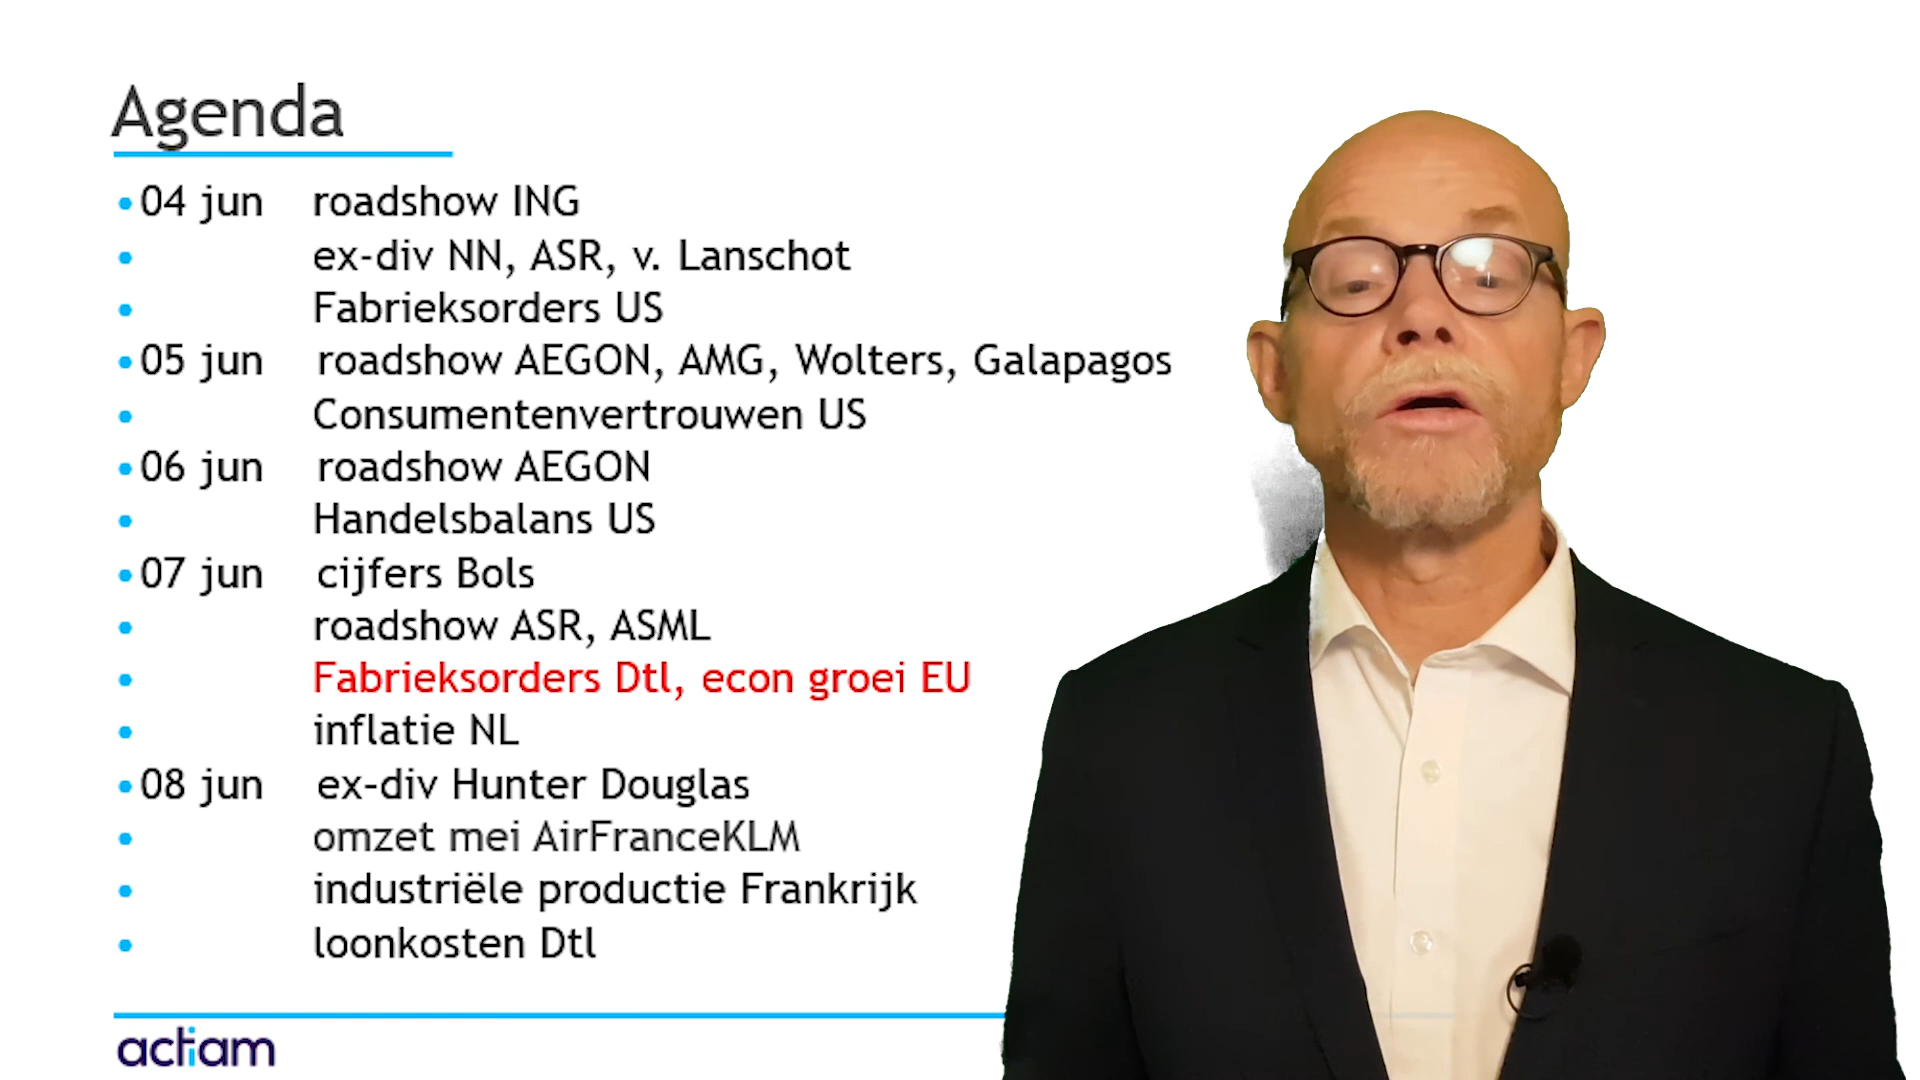 Agenda
04 jun roadshow ING
ex-div NN, ASR, v. Lanschot
Fabrieksorders US
05 jun roadshow AEGON, AMG, Wolters, Galapagos
Consumentenvertrouwen US
06 jun roadshow AEGON
Handelsbalans US
07 jun cijfers Bols
roadshow ASR, ASML
Fabrieksorders Dtl, econ groei EU
inflatie NL
08 jun ex-div Hunter Douglas
omzet mei AirFranceKLM
industriële productie Frankrijk
loonkosten Dtl
actiam